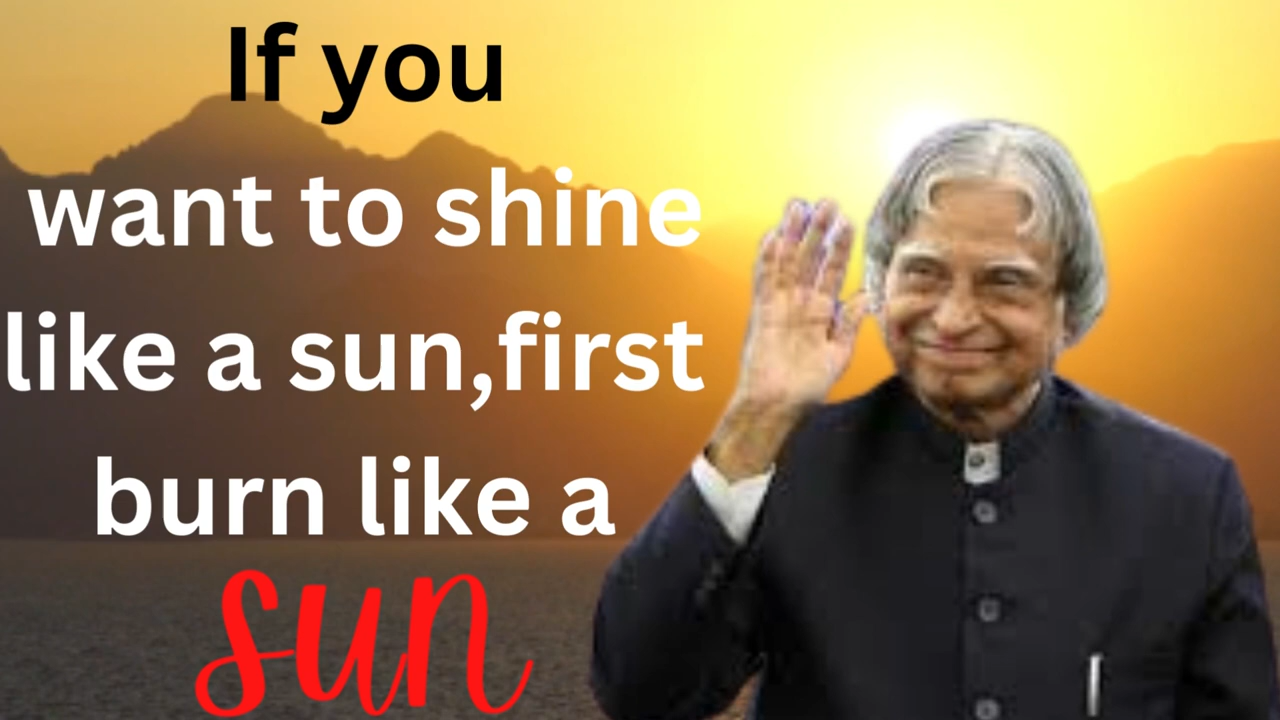 If you
want to shine
like a sun,first
burn like a
sun